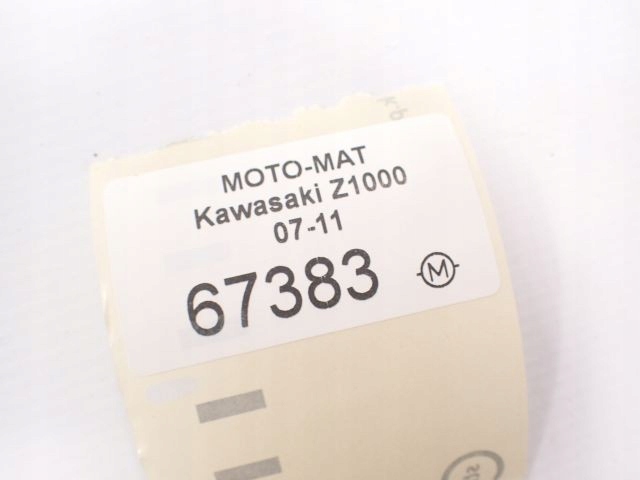 MOTO-MAT
Kawasaki Z1000
07-11
67383 M